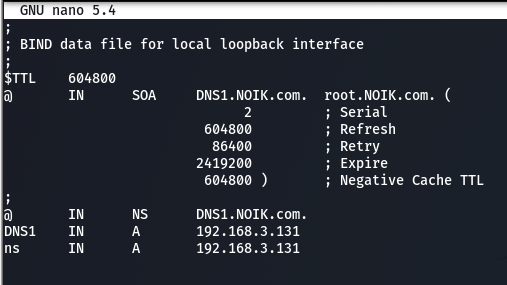 GNU nano 5.4
;
; BIND data file for local loopback interface
;
$TTL    604800
@       IN      SOA     DNS1.NOIK.com.  root.NOIK.com. (
                              2         ; Serial
                         604800         ; Refresh
                          86400         ; Retry
                        2419200         ; Expire
                         604800 )       ; Negative Cache TTL
;
@       IN      NS      DNS1.NOIK.com.
DNS1    IN      A       192.168.3.131
ns      IN      A       192.168.3.131